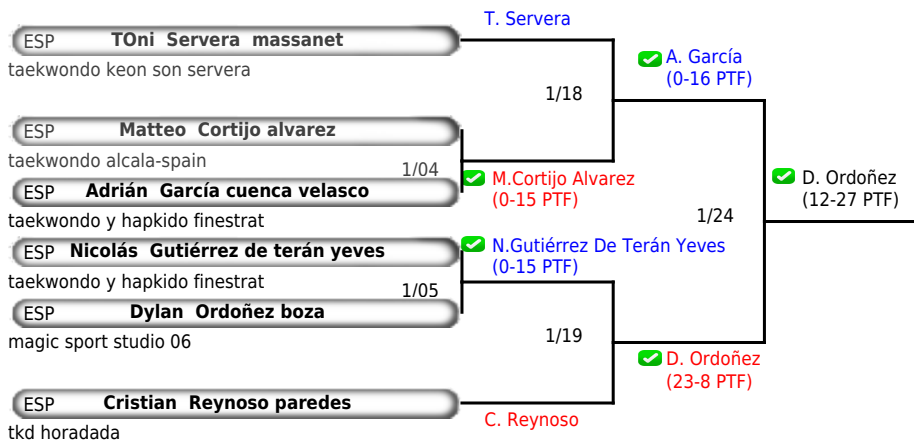 T. Servera
ESP TOni Servera massanet
taekwondo keon son servera
A. García
(0-16 PTF)
1/18
ESP Matteo Cortijo alvarez
taekwondo alcala-spain
1/04
M.Cortijo Alvarez
(0-15 PTF)
ESP Adrián García cuenca velasco
taekwondo y hapkido finestrat
D. Ordoñez
(12-27 PTF)
1/24
ESP Nicolás Gutiérrez de terán yeves
taekwondo y hapkido finestrat
N.Gutiérrez De Terán Yeves
(0-15 PTF)
1/05
ESP Dylan Ordoñez boza
magic sport studio 06
1/19
D. Ordoñez
(23-8 PTF)
ESP Cristian Reynoso paredes
tkd horadada
C. Reynoso